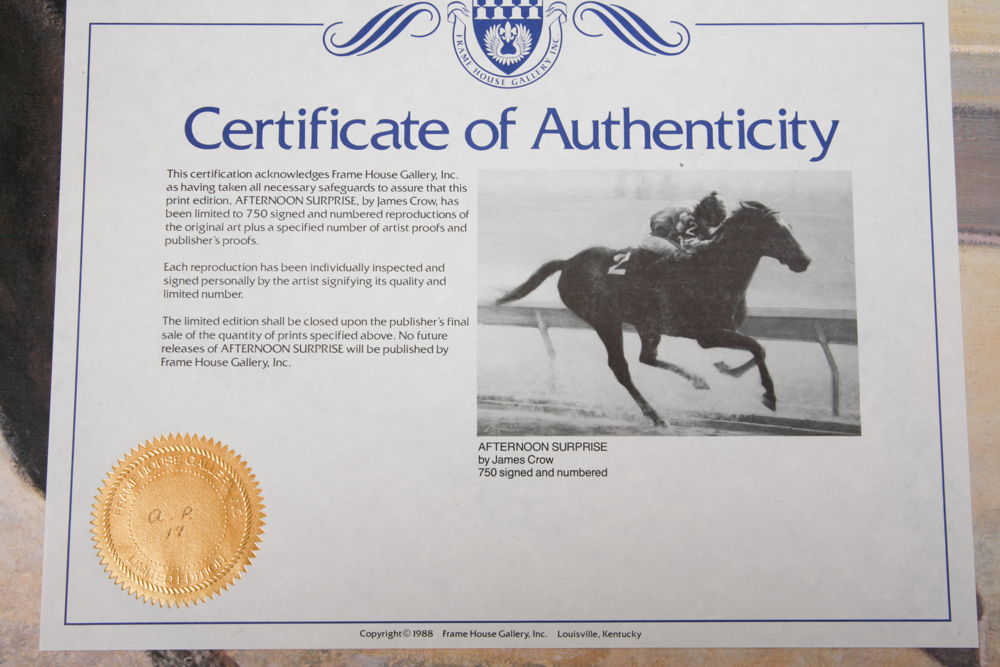 FRAME HOUSE GALLERY INC.
Certificate of Authenticity
This certification acknowledges Frame House Gallery, Inc.
as having taken all necessary safeguards to assure that this
print edition, AFTERNOON SURPRISE, by James Crow, has
been limited to 750 signed and numbered reproductions of
the original art plus a specified number of artist proofs and
publisher's proofs.
Each reproduction has been individually inspected and
signed personally by the artist signifying its quality and
limited number.
The limited edition shall be closed upon the publisher's final
sale of the quantity of prints specified above. No future
releases of AFTERNOON SURPRISE will be published by
Frame House Gallery, Inc.
2
AFTERNOON SURPRISE
by James Crow
750 signed and numbered
FRAME HOUSE GALLERY INC
a. P.
17
LIMITED EDITION
Copyright © 1988 Frame House Gallery, Inc. Louisville, Kentucky